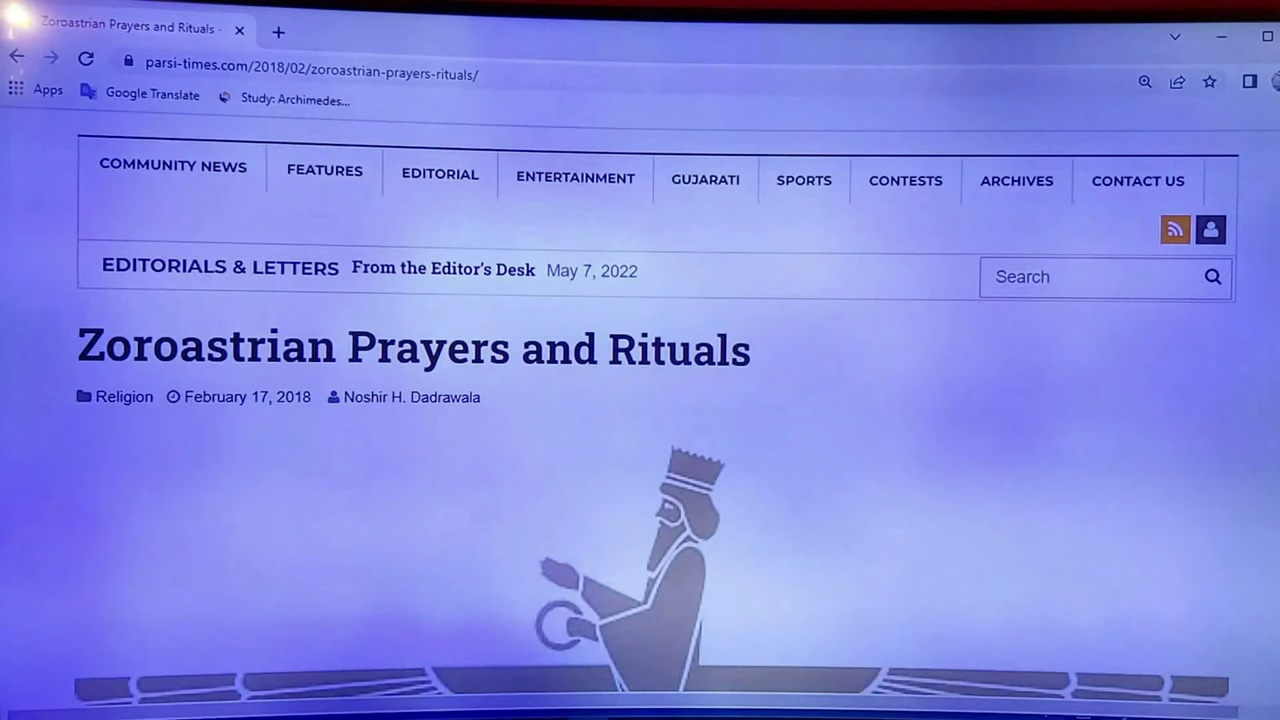 Zoroastrian Prayers and Rituals -
parsi-times.com/2018/02/zoroastrian-prayers-rituals/
Apps Google Translate Study: Archimedes...
COMMUNITY NEWS FEATURES EDITORIAL ENTERTAINMENT GUJARATI SPORTS CONTESTS ARCHIVES CONTACT US
EDITORIALS & LETTERS From the Editor's Desk May 7, 2022 Search
Zoroastrian Prayers and Rituals
Religion February 17, 2018 Noshir H. Dadrawala